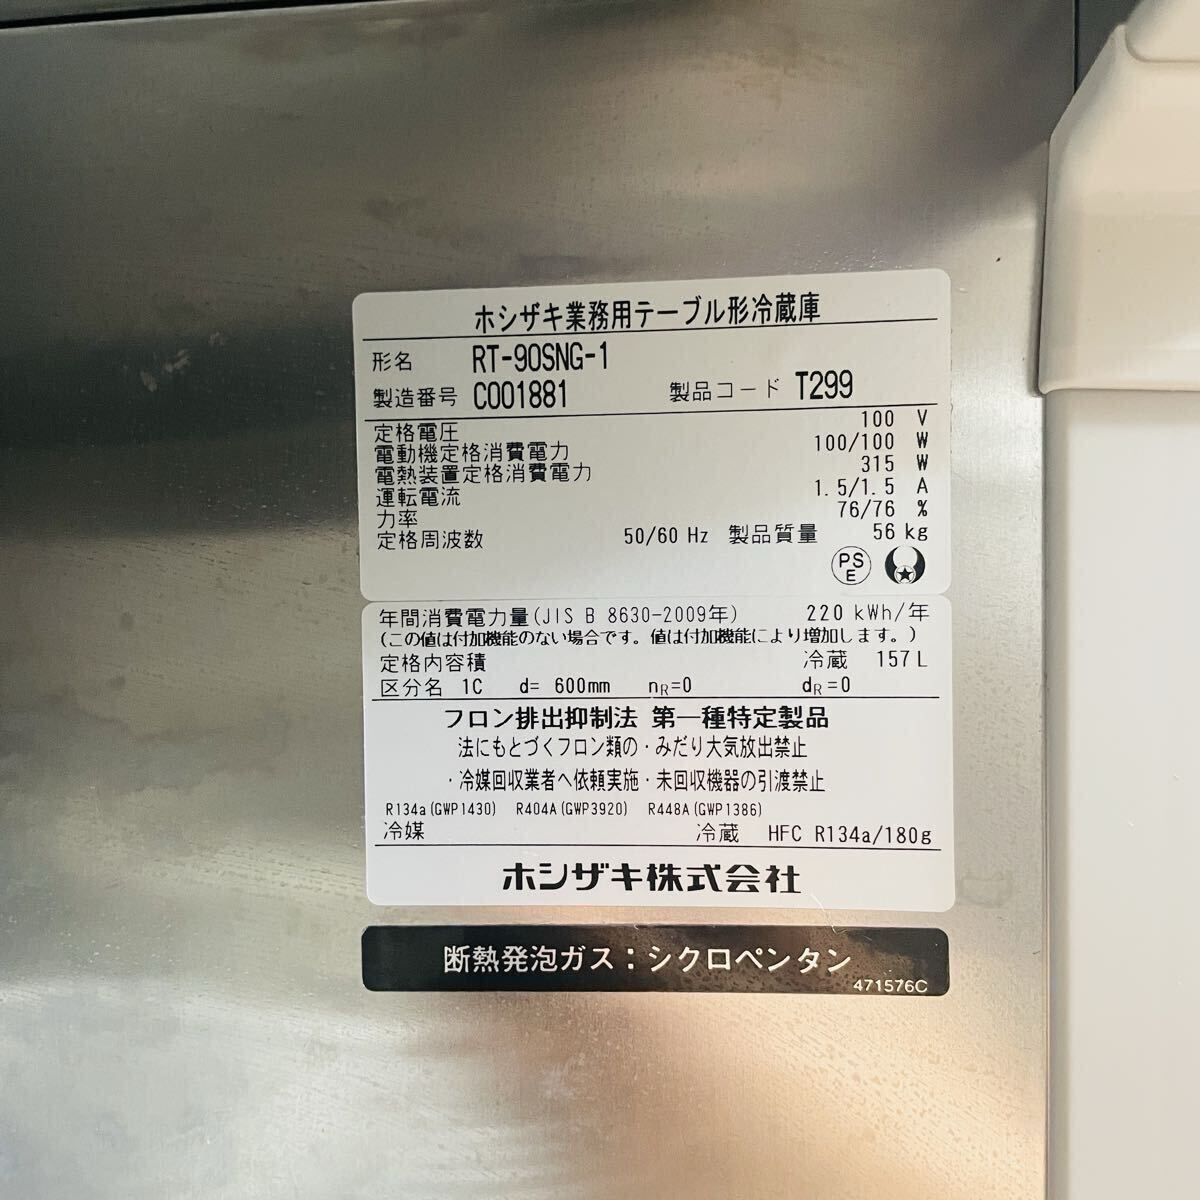 ホシザキ業務用テーブル形冷蔵庫
形名 RT-90SNG-1
製造番号 C001881 製品コード T299
定格電圧 100 V
電動機定格消費電力 100/100 W
電熱装置定格消費電力 315 W
運転電流 1.5/1.5 A
力率 76/76 %
定格周波数 50/60 Hz 製品質量 56 kg
PS
E
年間消費電力量(JIS B 8630-2009年) 220 kWh/年
(この値は付加機能のない場合です。値は付加機能により増加します。)
定格内容積 冷蔵 157L
区分名 1C d= 600mm nR=0 dR=0
フロン排出抑制法 第一種特定製品
法にもとづくフロン類の・みだり大気放出禁止
・冷媒回収業者へ依頼実施・未回収機器の引渡禁止
R134a(GWP1430) R404A(GWP3920) R448A(GWP1386)
冷媒 冷蔵 HFC R134a/180g
ホシザキ株式会社
断熱発泡ガス：シクロペンタン
471576C